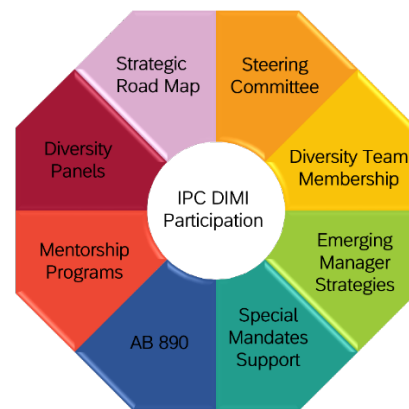 Strategic
Road Map
Steering
Committee
Diversity Team
Membership
Emerging
Manager
Strategies
Special
Mandates
Support
AB 890
Mentorship
Programs
Diversity
Panels
IPC DIMI
Participation